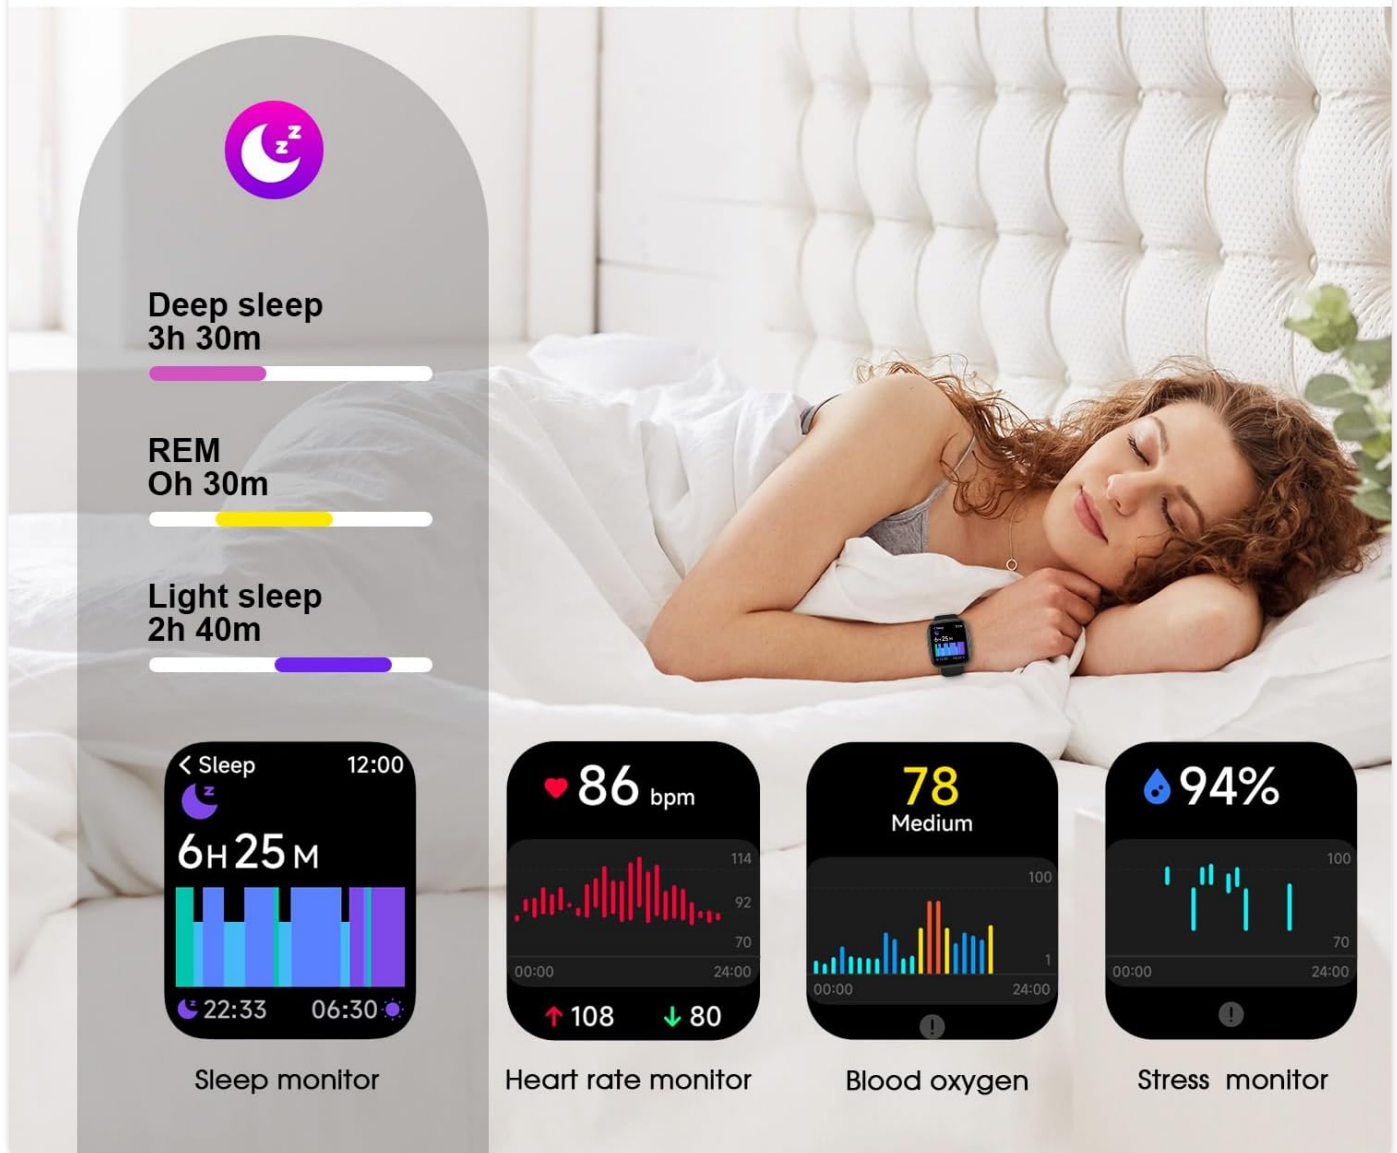 Deep sleep
3h 30m
REM
Oh 30m
Light sleep
2h 40m
< Sleep 12:00
6H 25M
22:33 06:30
Sleep monitor
86 bpm
114
92
70
00:00 24:00
↑ 108 ↓ 80
Heart rate monitor
78
Medium
100
1
00:00 24:00
!
Blood oxygen
94%
100
70
00:00 24:00
!
Stress monitor